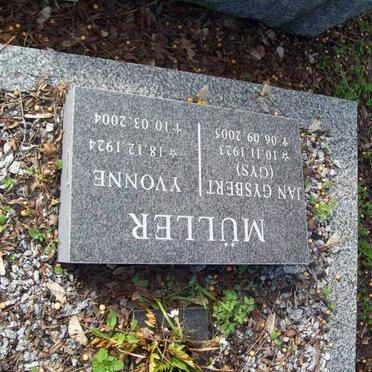 MÜLLER
JAN GYSBERT
(GYS)
☆ 10.11.1923
✝ 06.09.2005
YVONNE
☆ 18.12.1924
✝ 10.03.2004